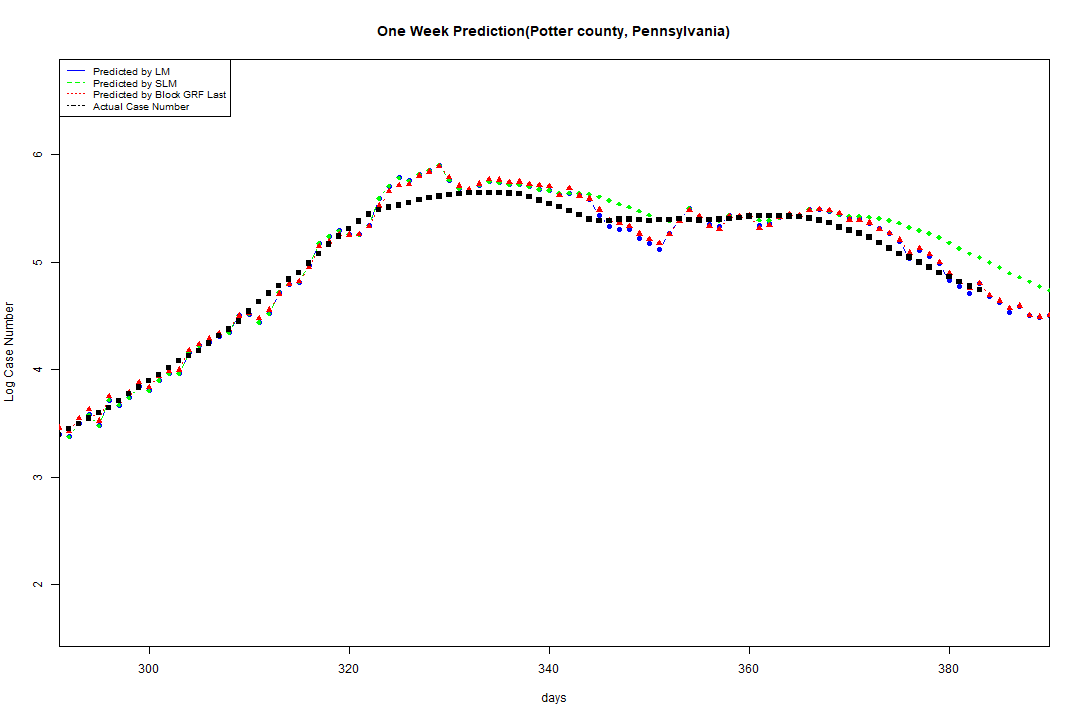 One Week Prediction(Potter county, Pennsylvania)
Predicted by LM
Predicted by SLM
Predicted by Block GRF Last
Actual Case Number
Log Case Number
6
5
4
3
2
300 320 340 360 380
days